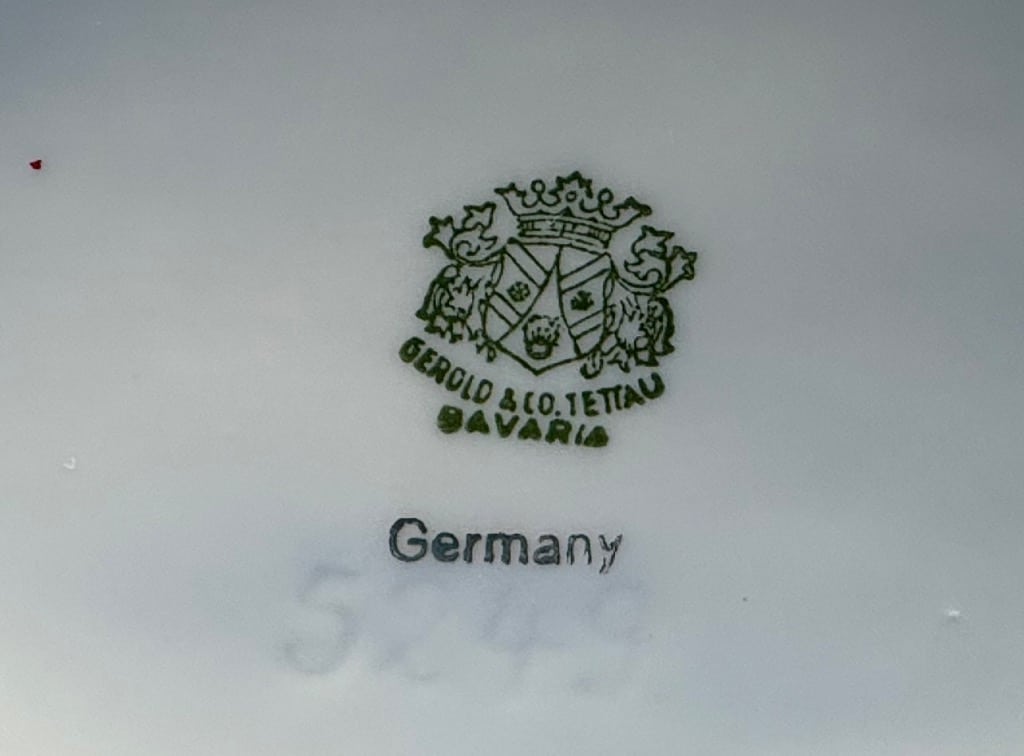 GEROLD & CO. TETTAU
BAVARIA
Germany